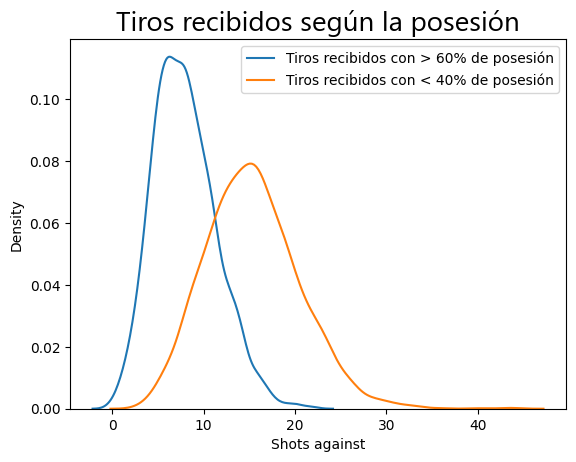 Tiros recibidos según la posesión
Tiros recibidos con > 60% de posesión
Tiros recibidos con < 40% de posesión
0.10
0.08
0.06
0.04
0.02
0.00
Density
0 10 20 30 40
Shots against